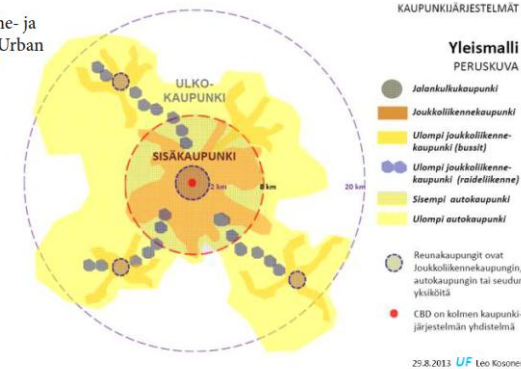 ne- ja
Urban
KAUPUNKIJÄRJESTELMÄT
Yleismalli
PERUSKUVA
ULKO-
KAUPUNKI
SISÄKAUPUNKI
2 km
8 km
20 km
Jalankulkukaupunki
Joukkoliikennekaupunki
Ulompi joukkoliikenne-
kaupunki (bussit)
Ulompi joukkoliikenne-
kaupunki (raideliikenne)
Sisempi autokaupunki
Ulompi autokaupunki
Reunakaupungit ovat
Joukkoliikennekaupungin,
autokaupungin tai seudun
yksiköitä
CBD on kolmen kaupunki-
järjestelmän yhdistelmä
29.8.2013 UF Leo Kosonen